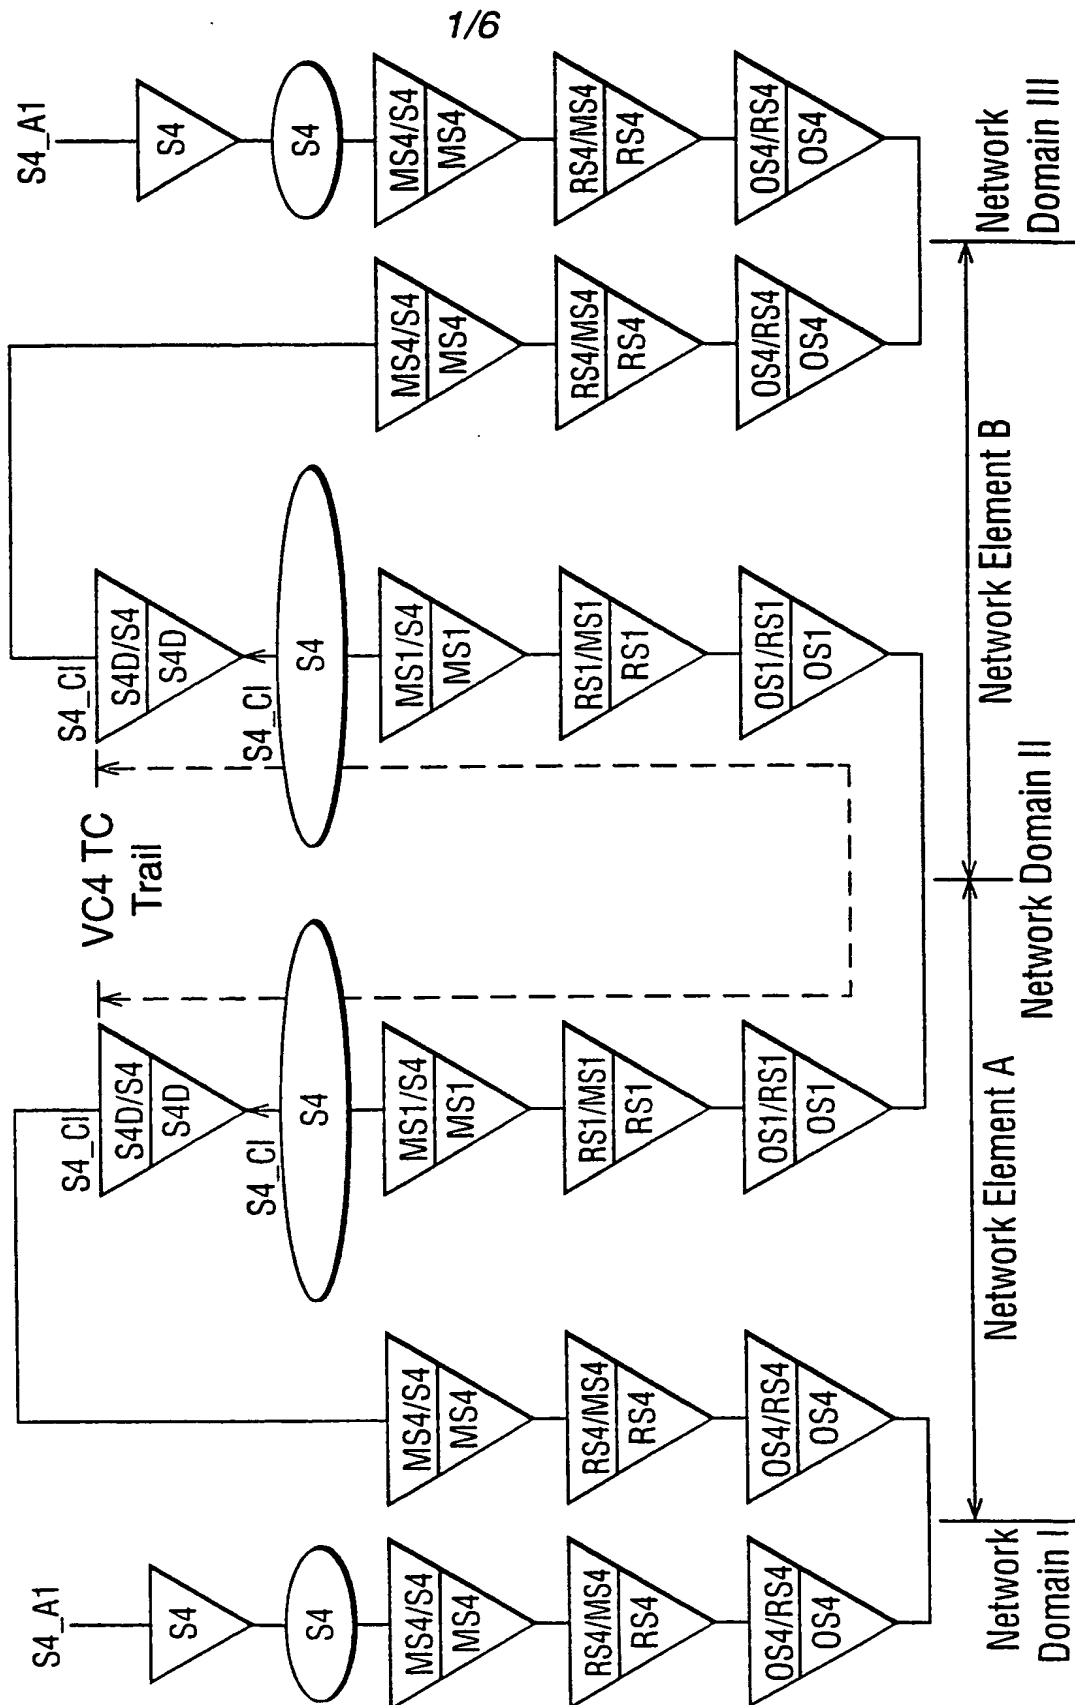 1/6
S4_A1
S4
S4
MS4/S4
MS4
RS4/MS4
RS4
OS4/RS4
OS4
Network
Domain I
MS4/S4
MS4
RS4/MS4
RS4
OS4/RS4
OS4
S4_CI
S4D/S4
S4D
S4_CI
S4
MS1/S4
MS1
RS1/MS1
RS1
OS1/RS1
OS1
Network Element A
VC4 TC
Trail
Network Domain II
S4_CI
S4D/S4
S4D
S4_CI
S4
MS1/S4
MS1
RS1/MS1
RS1
OS1/RS1
OS1
Network Element B
MS4/S4
MS4
RS4/MS4
RS4
OS4/RS4
OS4
S4_A1
S4
S4
MS4/S4
MS4
RS4/MS4
RS4
OS4/RS4
OS4
Network
Domain III